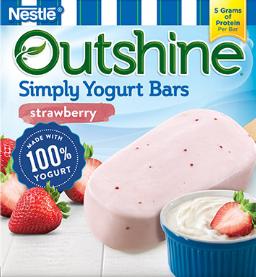 Nestlé
5 Grams
of Protein
Per Bar
Outshine
Simply Yogurt Bars
strawberry
MADE WITH
100%
YOGURT